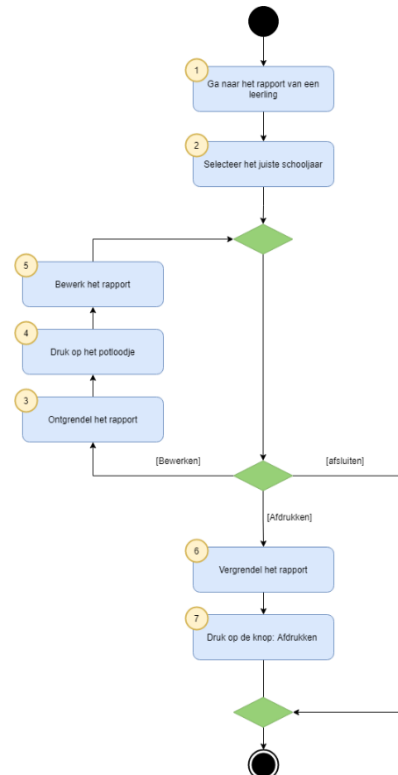 1
Ga naar het rapport van een
leerling
2
Selecteer het juiste schooljaar
5
Bewerk het rapport
4
Druk op het potloodje
3
Ontgrendel het rapport
[Bewerken]
[afsluiten]
[Afdrukken]
6
Vergrendel het rapport
7
Druk op de knop: Afdrukken